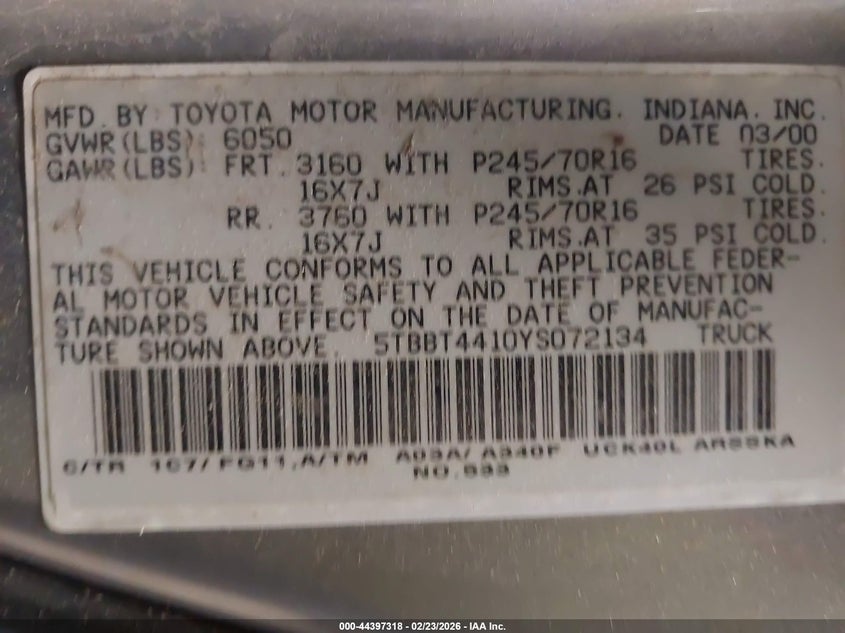 MFD. BY TOYOTA MOTOR MANUFACTURING. INDIANA. INC.
GVWR(LBS): 6050 DATE 03/00
GAWR(LBS): FRT. 3160 WITH P245/70R16 TIRES.
16X7J RIMS.AT 26 PSI COLD.
RR. 3760 WITH P245/70R16 TIRES.
16X7J RIMS.AT 35 PSI COLD.
THIS VEHICLE CONFORMS TO ALL APPLICABLE FEDER-
AL MOTOR VEHICLE SAFETY AND THEFT PREVENTION
STANDARDS IN EFFECT ON THE DATE OF MANUFAC-
TURE SHOWN ABOVE. 5TBBT4410YS072134 TRUCK
C/TR 1C7/FG11,A/TM A03A/A340F UCK40L
000-44397318 - 02/23/2026 - IAA Inc.